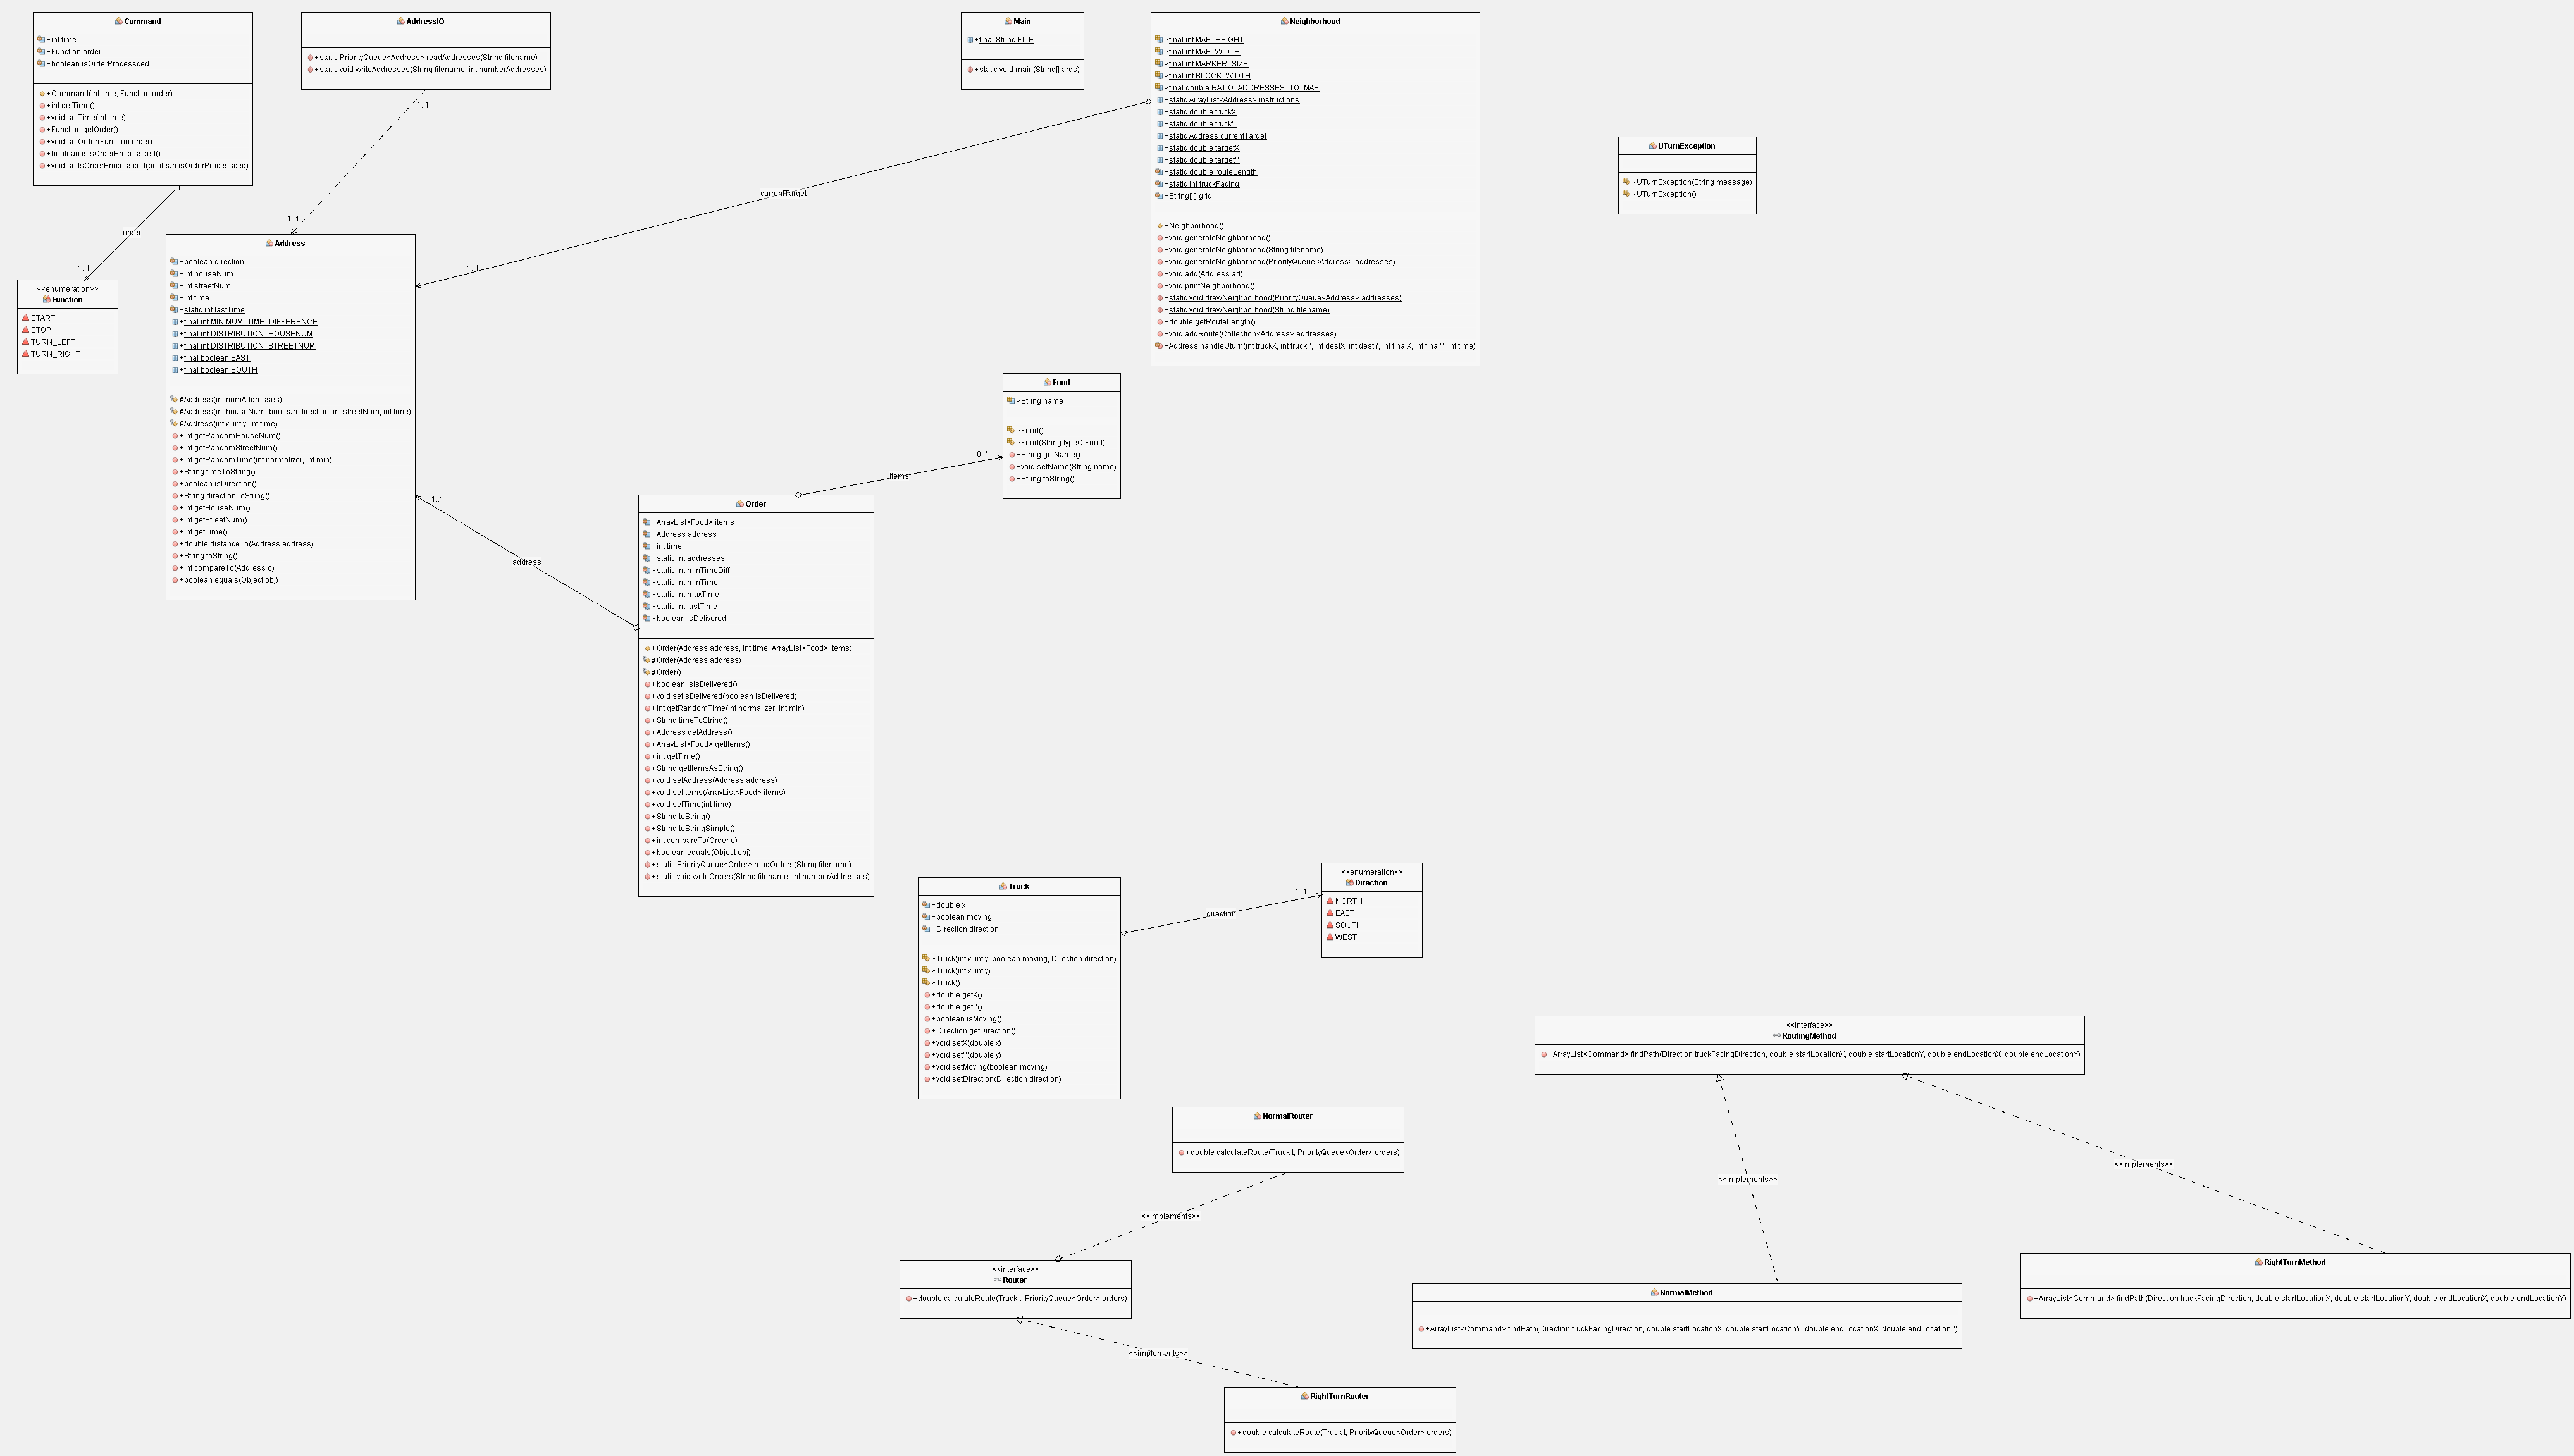 Command
-int time
-Function order
-boolean isOrderProcessced
+Command(int time, Function order)
+int getTime()
+void setTime(int time)
+Function getOrder()
+void setOrder(Function order)
+boolean isIsOrderProcessced()
+void setIsOrderProcessced(boolean isOrderProcessced)
AddressIO
+static PriorityQueue<Address> readAddresses(String filename)
+static void writeAddresses(String filename, int numberAddresses)
1..1
1..1
order
1..1
<<enumeration>>
Function
START
STOP
TURN_LEFT
TURN_RIGHT
Address
-boolean direction
-int houseNum
-int streetNum
-int time
-static int lastTime
+final int MINIMUM_TIME_DIFFERENCE
+final int DISTRIBUTION_HOUSENUM
+final int DISTRIBUTION_STREETNUM
+final boolean EAST
+final boolean SOUTH
#Address(int numAddresses)
#Address(int houseNum, boolean direction, int streetNum, int time)
#Address(int x, int y, int time)
+int getRandomHouseNum()
+int getRandomStreetNum()
+int getRandomTime(int normalizer, int min)
+String timeToString()
+boolean isDirection()
+String directionToString()
+int getHouseNum()
+int getStreetNum()
+int getTime()
+double distanceTo(Address address)
+String toString()
+int compareTo(Address o)
+boolean equals(Object obj)
Main
+final String FILE
+static void main(String[] args)
Neighborhood
-final int MAP_HEIGHT
-final int MAP_WIDTH
-final int MARKER_SIZE
-final int BLOCK_WIDTH
-final double RATIO_ADDRESSES_TO_MAP
+static ArrayList<Address> instructions
+static double truckX
+static double truckY
+static Address currentTarget
+static double targetX
+static double targetY
-static double routeLength
-static int truckFacing
-String[][] grid
+Neighborhood()
+void generateNeighborhood()
+void generateNeighborhood(String filename)
+void generateNeighborhood(PriorityQueue<Address> addresses)
+void add(Address ad)
+void printNeighborhood()
+static void drawNeighborhood(PriorityQueue<Address> addresses)
+static void drawNeighborhood(String filename)
+double getRouteLength()
+void addRoute(Collection<Address> addresses)
-Address handleUturn(int truckX, int truckY, int destX, int destY, int finalX, int finalY, int time)
currentTarget
1..1
UTurnException
-UTurnException(String message)
-UTurnException()
Food
-String name
-Food()
-Food(String typeOfFood)
+String getName()
+void setName(String name)
+String toString()
0..*
items
1..1
address
Order
-ArrayList<Food> items
-Address address
-int time
-static int addresses
-static int minTimeDiff
-static int minTime
-static int maxTime
-static int lastTime
-boolean isDelivered
+Order(Address address, int time, ArrayList<Food> items)
#Order(Address address)
#Order()
+boolean isIsDelivered()
+void setIsDelivered(boolean isDelivered)
+int getRandomTime(int normalizer, int min)
+String timeToString()
+Address getAddress()
+ArrayList<Food> getItems()
+int getTime()
+String getItemsAsString()
+void setAddress(Address address)
+void setItems(ArrayList<Food> items)
+void setTime(int time)
+String toString()
+String toStringSimple()
+int compareTo(Order o)
+boolean equals(Object obj)
+static PriorityQueue<Order> readOrders(String filename)
+static void writeOrders(String filename, int numberAddresses)
Truck
-double x
-boolean moving
-Direction direction
-Truck(int x, int y, boolean moving, Direction direction)
-Truck(int x, int y)
-Truck()
+double getX()
+double getY()
+boolean isMoving()
+Direction getDirection()
+void setX(double x)
+void setY(double y)
+void setMoving(boolean moving)
+void setDirection(Direction direction)
direction
1..1
<<enumeration>>
Direction
NORTH
EAST
SOUTH
WEST
<<interface>>
RoutingMethod
+ArrayList<Command> findPath(Direction truckFacingDirection, double startLocationX, double startLocationY, double endLocationX, double endLocationY)
NormalRouter
+double calculateRoute(Truck t, PriorityQueue<Order> orders)
<<implements>>
<<implements>>
<<implements>>
<<interface>>
Router
+double calculateRoute(Truck t, PriorityQueue<Order> orders)
NormalMethod
+ArrayList<Command> findPath(Direction truckFacingDirection, double startLocationX, double startLocationY, double endLocationX, double endLocationY)
RightTurnMethod
+ArrayList<Command> findPath(Direction truckFacingDirection, double startLocationX, double startLocationY, double endLocationX, double endLocationY)
<<implements>>
RightTurnRouter
+double calculateRoute(Truck t, PriorityQueue<Order> orders)